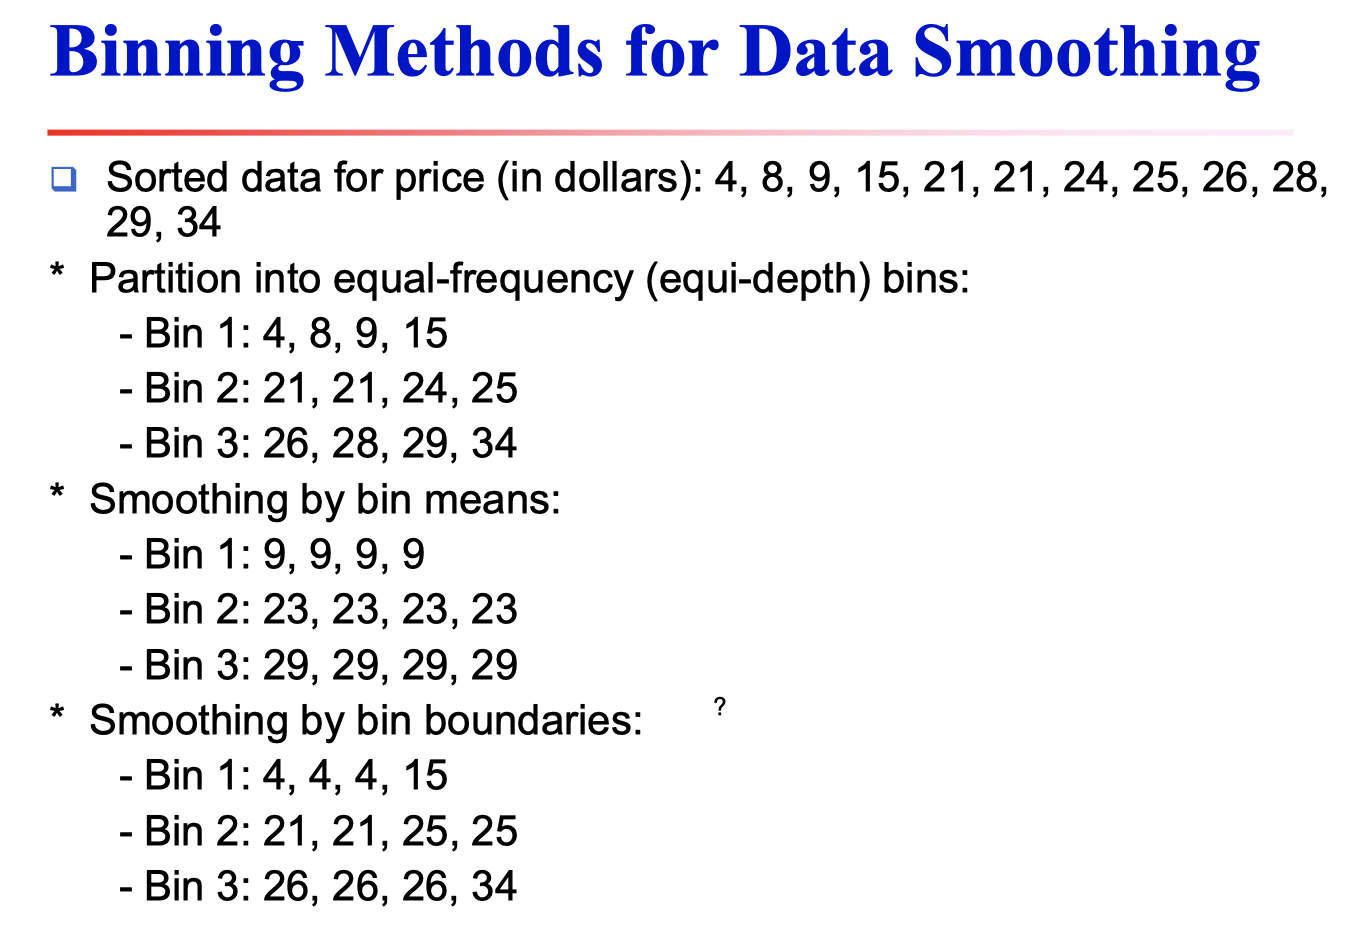 Binning Methods for Data Smoothing
Sorted data for price (in dollars): 4, 8, 9, 15, 21, 21, 24, 25, 26, 28,
29, 34
* Partition into equal-frequency (equi-depth) bins:
- Bin 1: 4, 8, 9, 15
- Bin 2: 21, 21, 24, 25
- Bin 3: 26, 28, 29, 34
* Smoothing by bin means:
- Bin 1: 9, 9, 9, 9
- Bin 2: 23, 23, 23, 23
- Bin 3: 29, 29, 29, 29
* Smoothing by bin boundaries: ?
- Bin 1: 4, 4, 4, 15
- Bin 2: 21, 21, 25, 25
- Bin 3: 26, 26, 26, 34